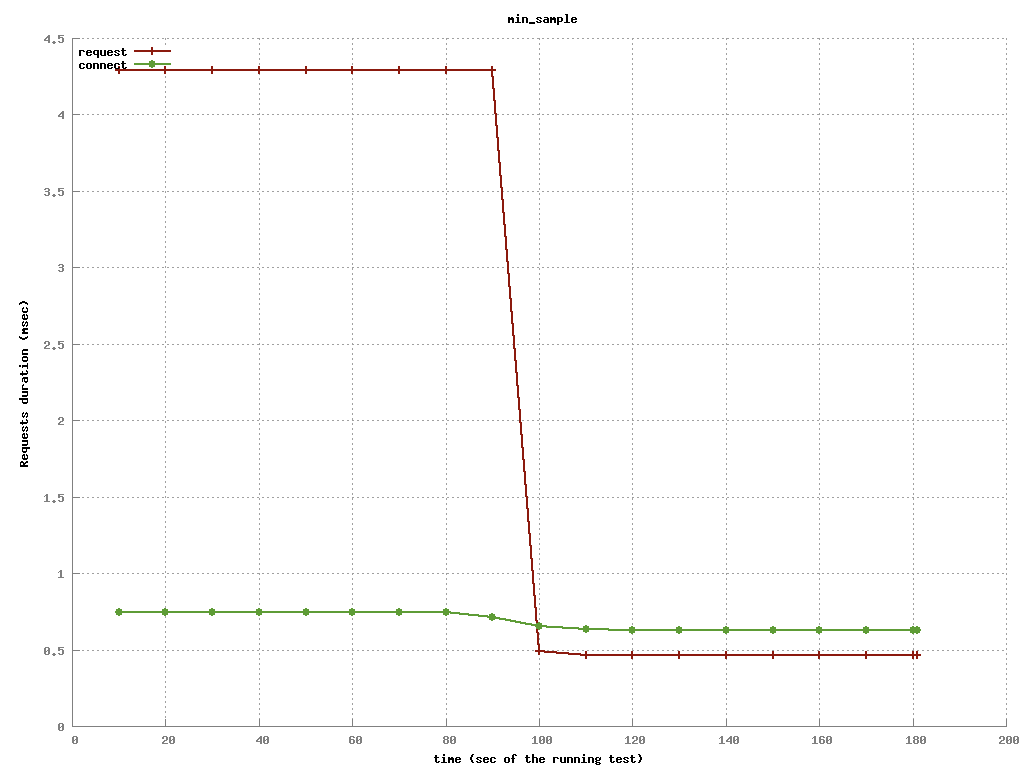 min_sample
request
connect
4.5
4
3.5
3
2.5
2
1.5
1
0.5
0
Requests duration (msec)
0 20 40 60 80 100 120 140 160 180 200
time (sec of the running test)